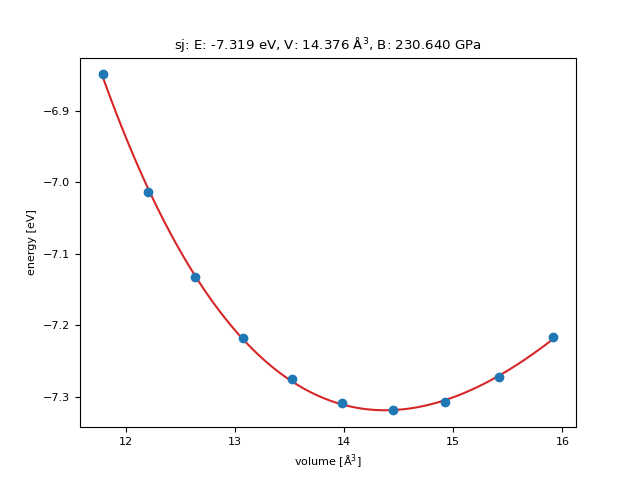 sj: E: -7.319 eV, V: 14.376 Å³, B: 230.640 GPa
energy [eV]
−6.9
−7.0
−7.1
−7.2
−7.3
12 13 14 15 16
volume [Å³]